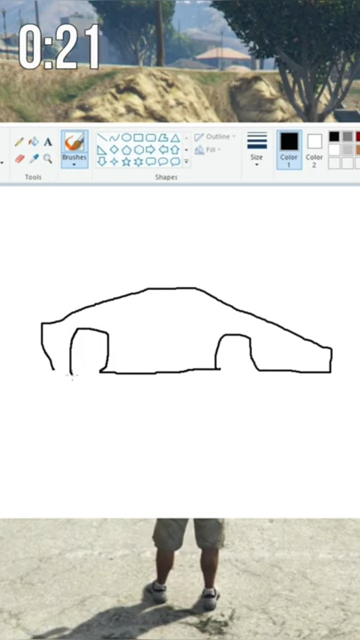 0:21
Brushes
Outline
Fill
Size
Color
1
Color
2
Tools
Shapes